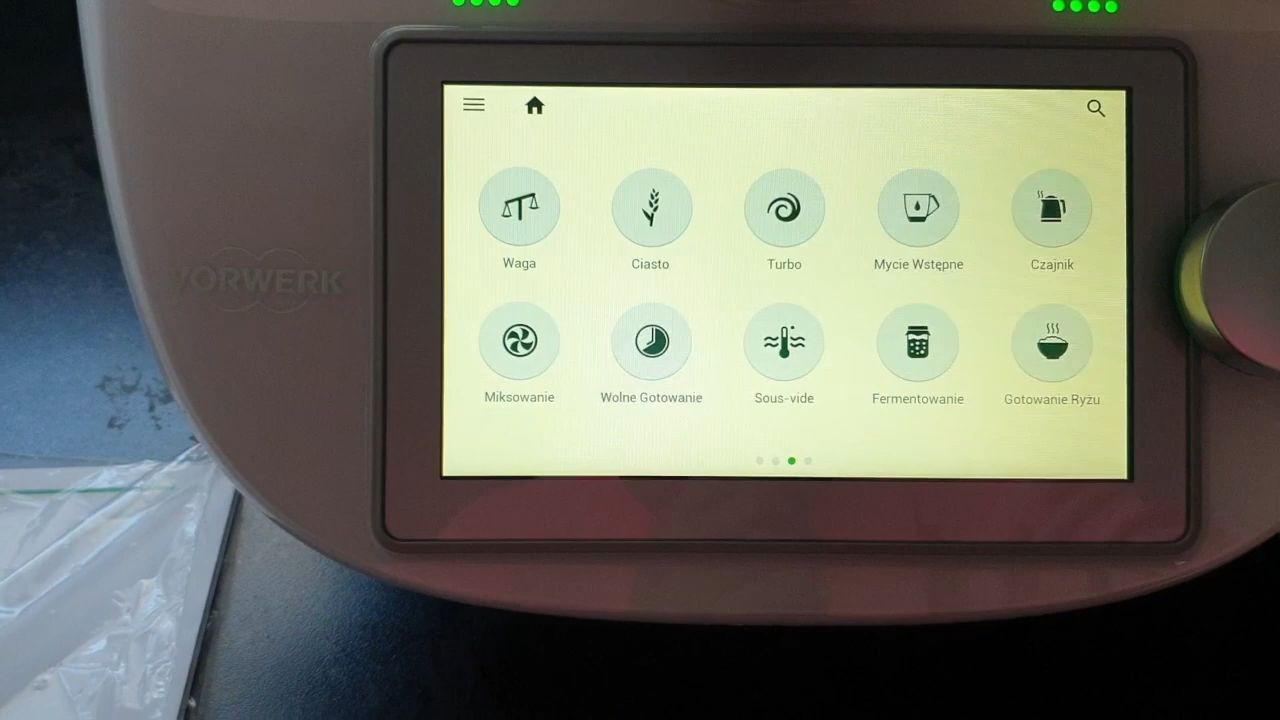 VORWERK
Waga
Ciasto
Turbo
Mycie Wstępne
Czajnik
Miksowanie
Wolne Gotowanie
Sous-vide
Fermentowanie
Gotowanie Ryżu